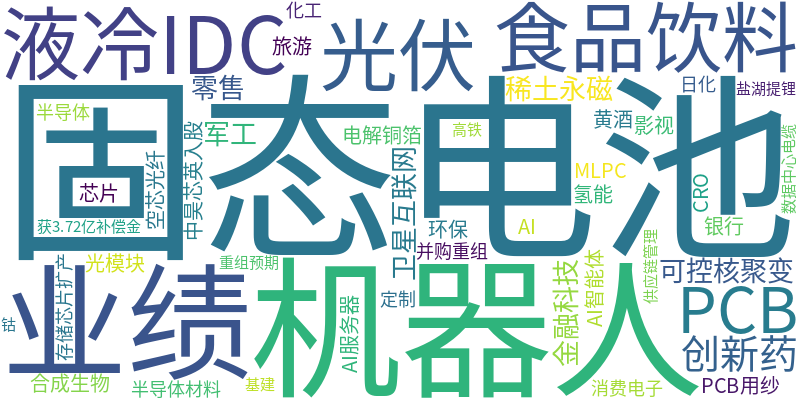 液冷IDC
化工
旅游
光伏
食品饮料
零售
稀土永磁
日化
盐湖提锂
固态电池
半导体
军工
电解铜箔
高铁
黄酒
影视
芯片
空芯光纤
中昊芯英入股
卫星互联网
MLPC
氢能
CRO
数据中心电缆
获3.72亿补偿金
环保
AI
银行
光模块
重组预期
并购重组
业绩
机器人
存储芯片扩产
AI服务器
定制
金融科技
AI智能体
供应链管理
可控核聚变
PCB
创新药
钴
合成生物
半导体材料
基建
消费电子
PCB用纱